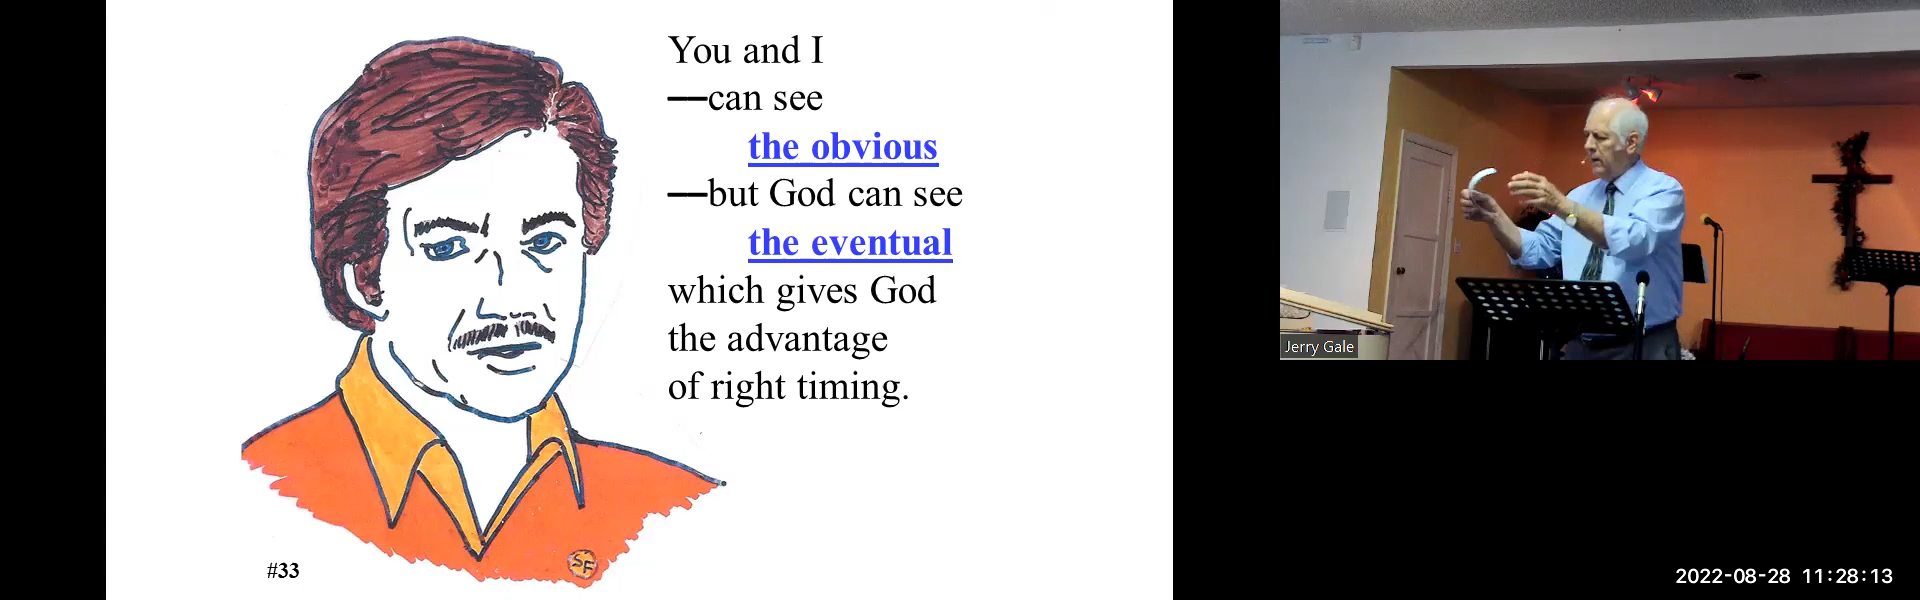 You and I
—can see
the obvious
—but God can see
the eventual
which gives God
the advantage
of right timing.
SF
#33
Jerry Gale
2022-08-28 11:28:13